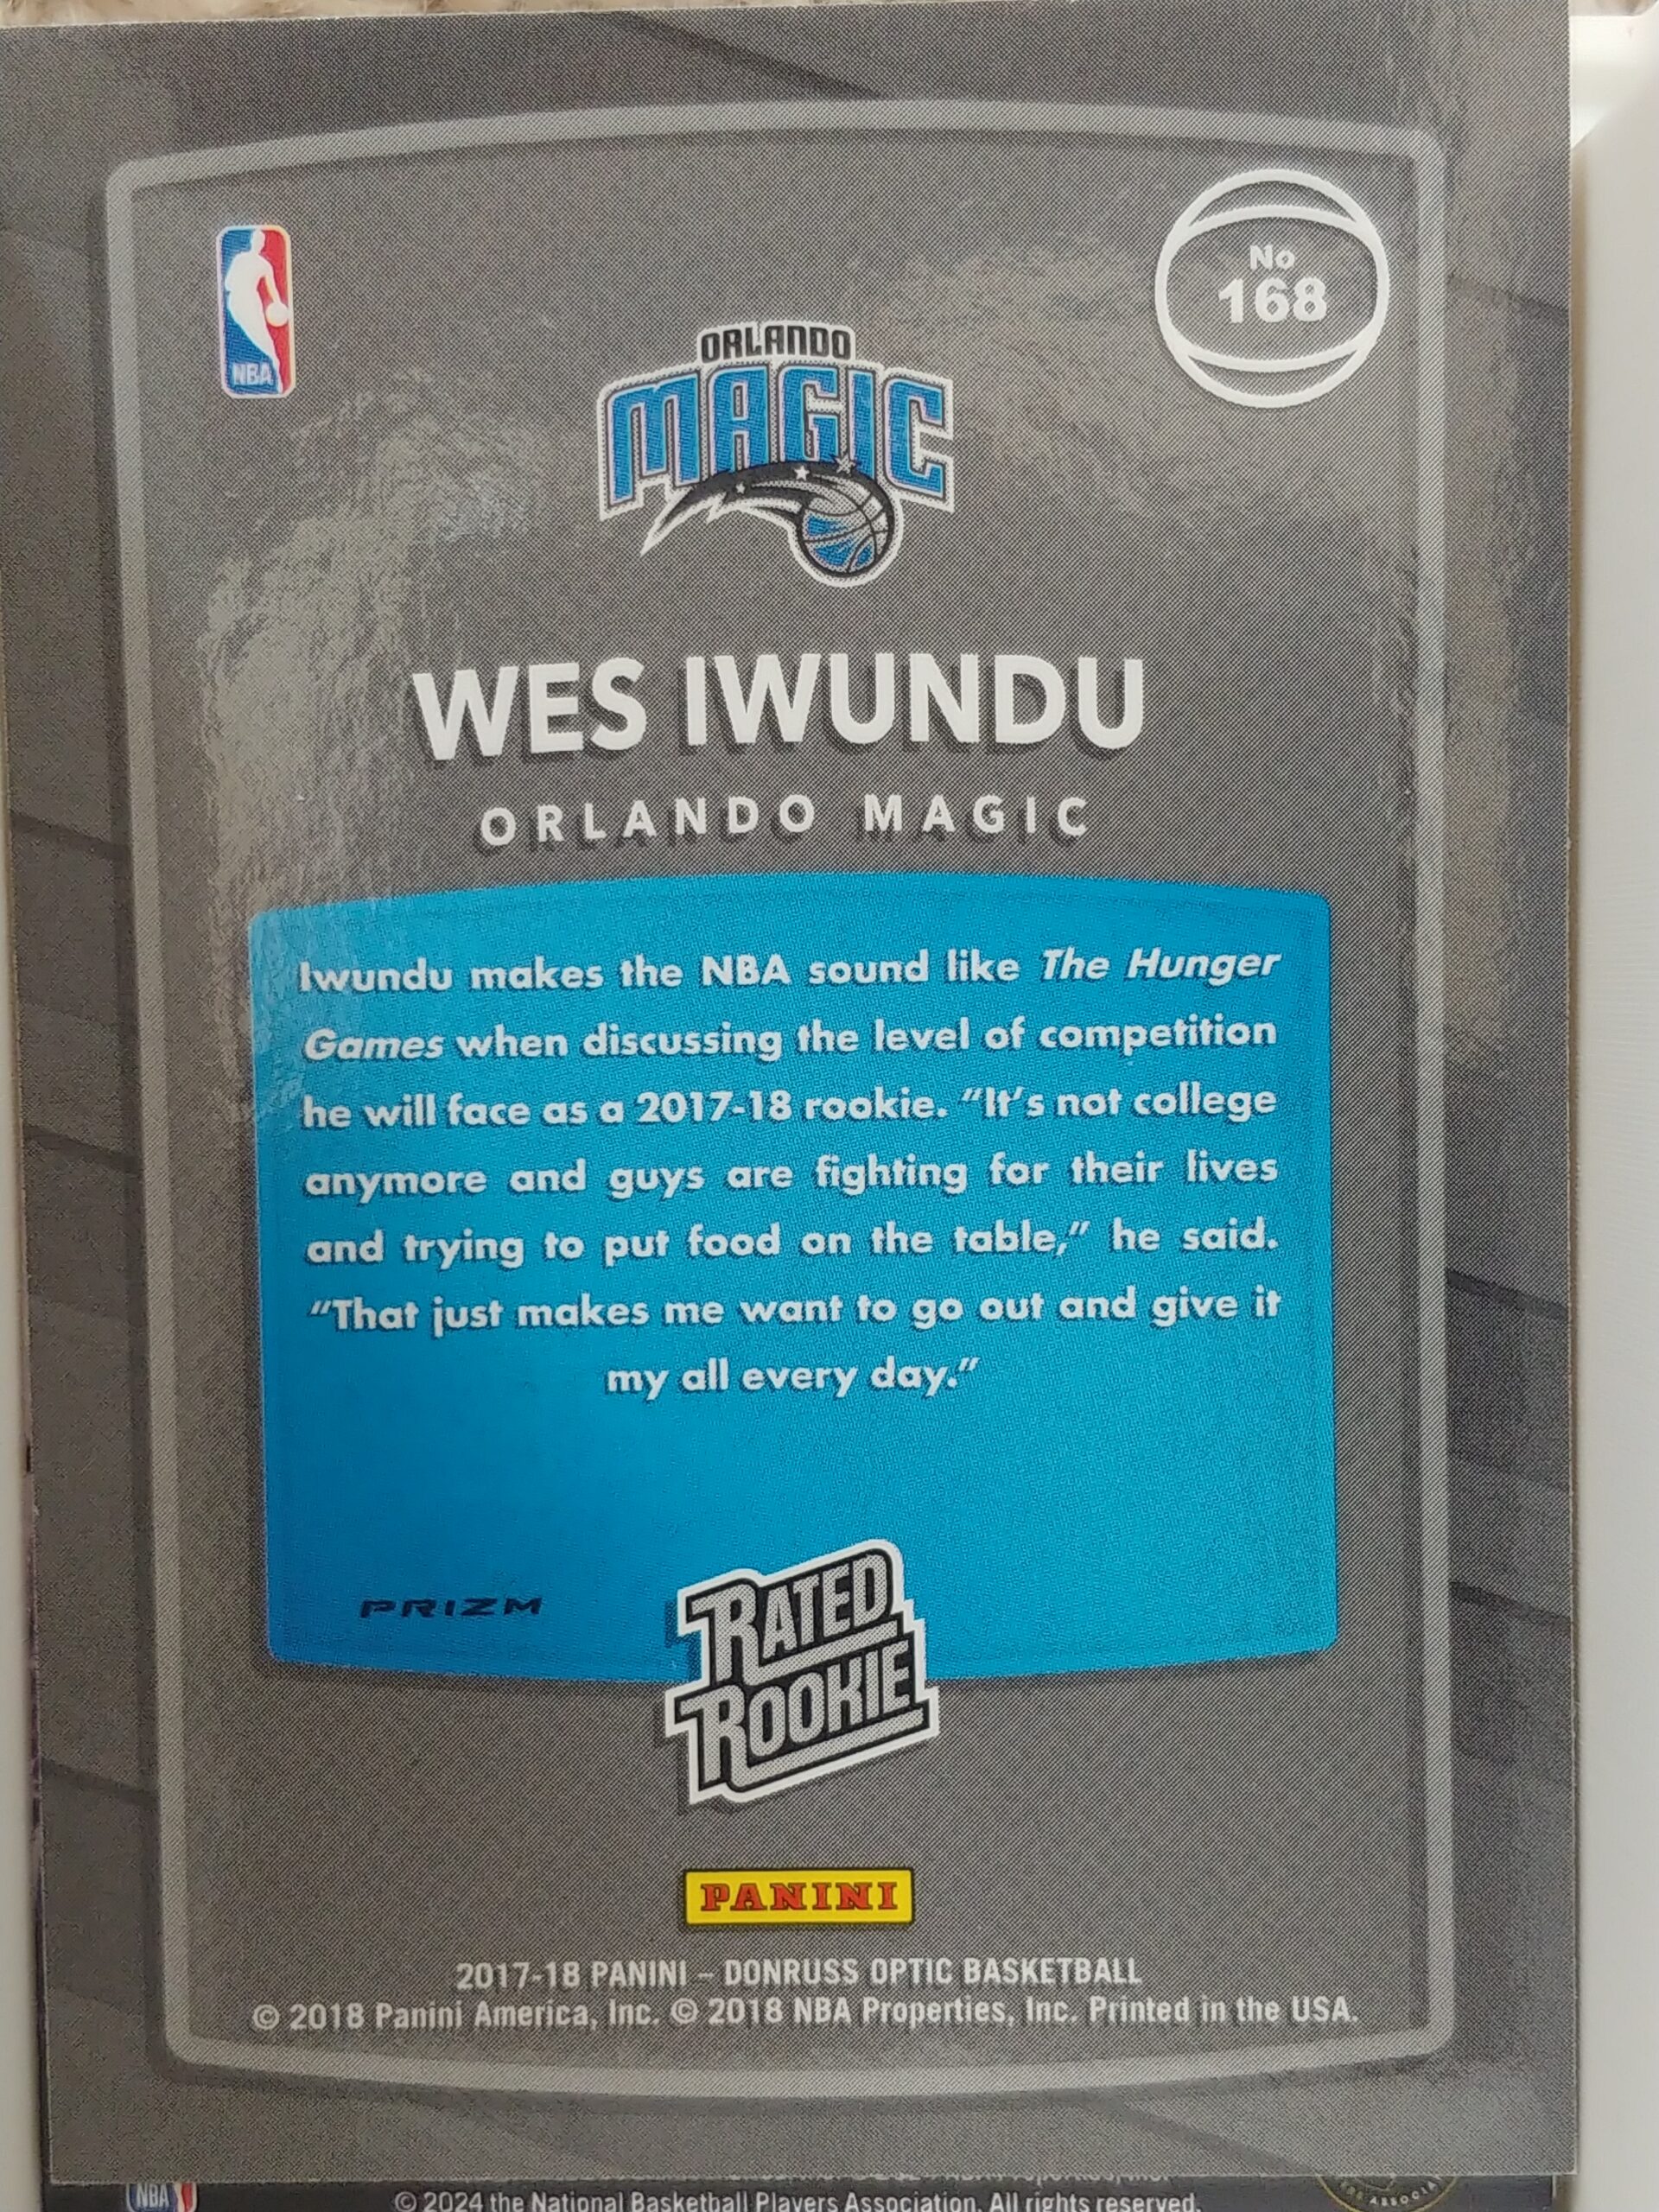 No
168
NBA
ORLANDO
MAGIC
WES IWUNDU
ORLANDO MAGIC
Iwundu makes the NBA sound like The Hunger
Games when discussing the level of competition
he will face as a 2017-18 rookie. “It’s not college
anymore and guys are fighting for their lives
and trying to put food on the table,” he said.
“That just makes me want to go out and give it
my all every day.”
PRIZM
RATED
ROOKIE
PANINI
2017-18 PANINI – DONRUSS OPTIC BASKETBALL
© 2018 Panini America, Inc. © 2018 NBA Properties, Inc. Printed in the USA.
NBA
© 2024 the National Basketball Players Association. All rights reserved.